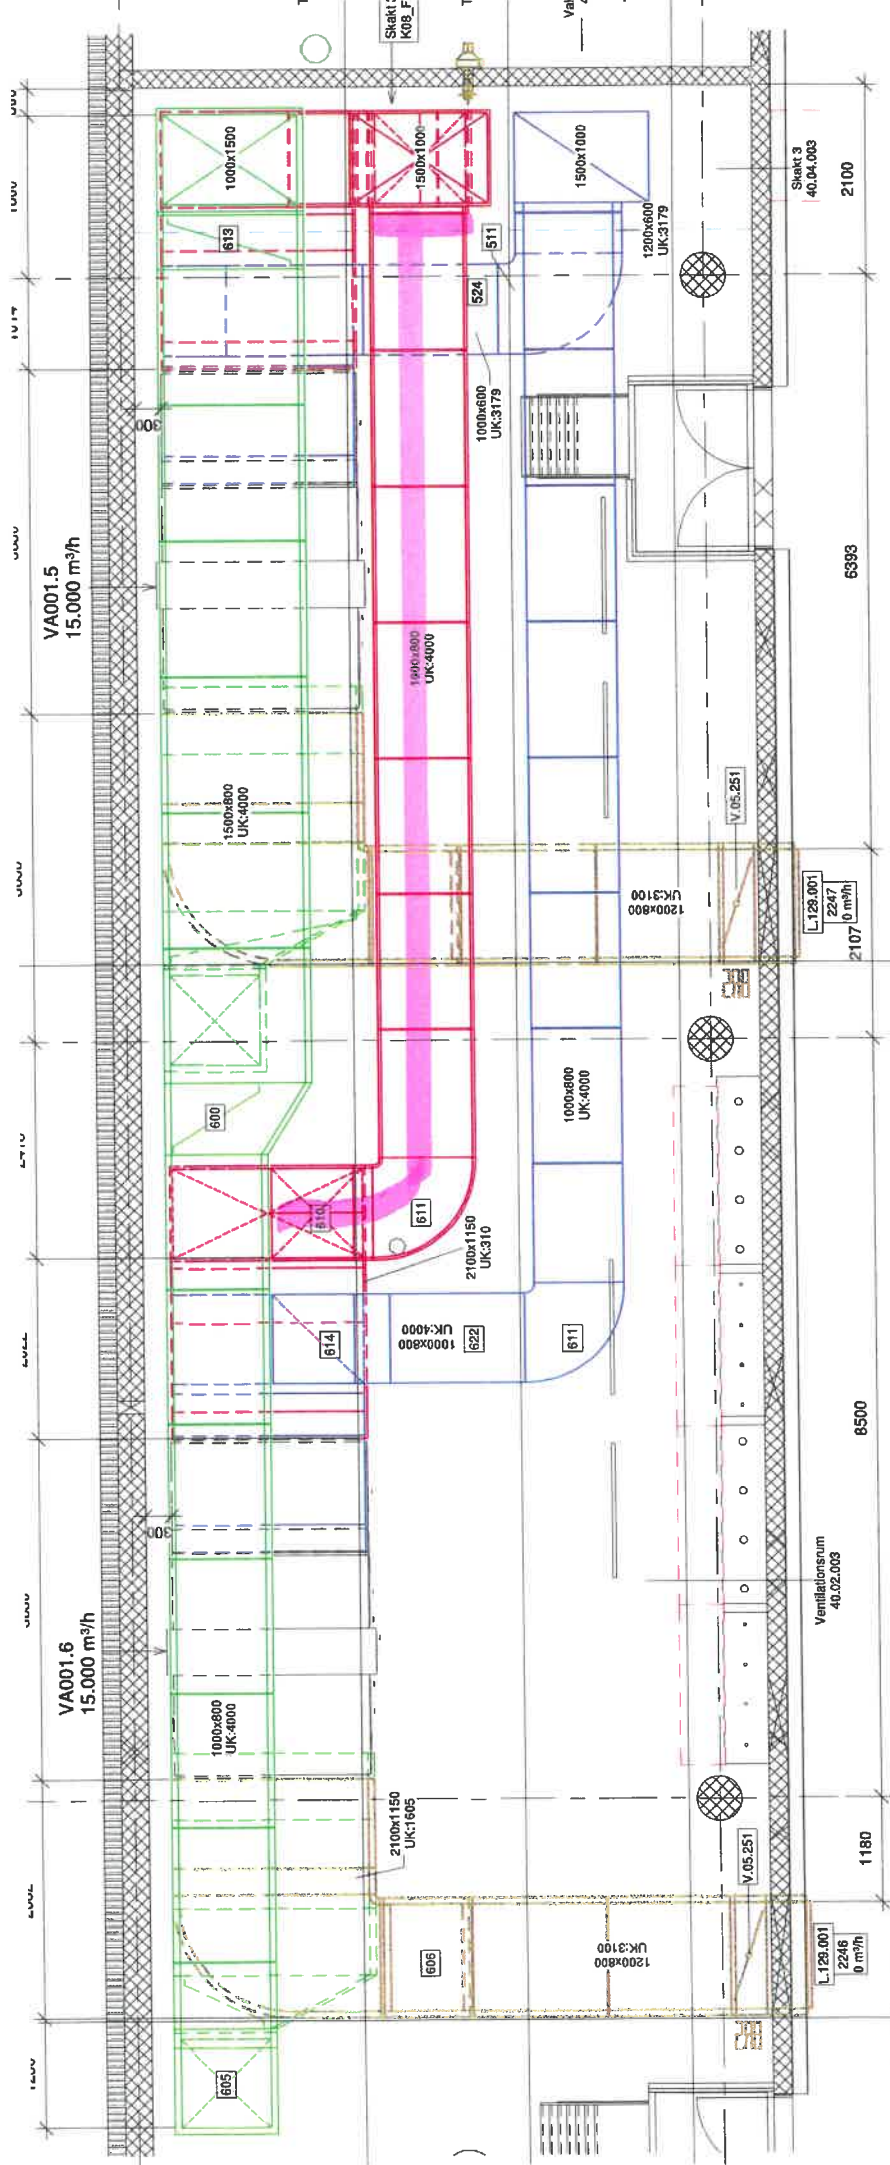 Skakt
K08_F
1000x1500
1500x1000
1500x1000
Skakt 3
40.04.003
2100
613
511
524
1200x600
UK:3179
1000x600
UK:3179
300
VA001.5
15.000 m³/h
6393
UK:4000
1500x800
UK:4000
V.05.251
1200x800
UK:3100
L.129.001
2247
0 m³/h
2107
1000x800
UK:4000
600
610
611
2100x1150
UK:310
614
1000x800
UK:4000
622
611
8500
300
VA001.6
15.000 m³/h
Ventilationsrum
40.02.003
1000x800
UK:4000
2100x1150
UK:1605
1180
V.05.251
606
1200x800
UK:3100
L.129.001
2246
0 m³/h
605